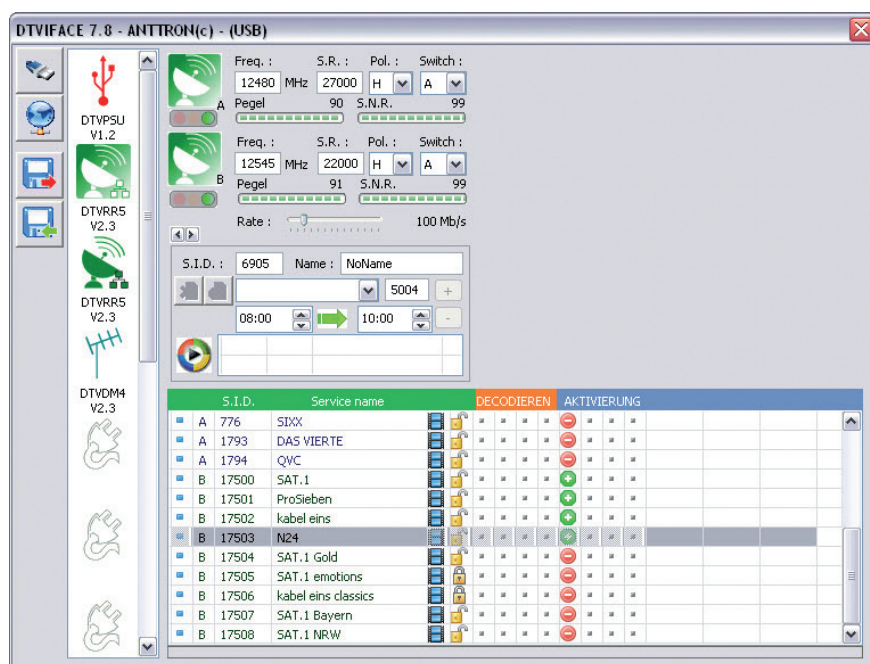 DTVIFACE 7.8 - ANTTRON(c) - (USB)
DTVPSU
V1.2
DTVRR5
V2.3
DTVRR5
V2.3
DTVDM4
V2.3
Freq. : S.R. : Pol. : Switch :
A 12480 MHz 27000 H A
Pegel 90 S.N.R. 99
Freq. : S.R. : Pol. : Switch :
B 12545 MHz 22000 H A
Pegel 91 S.N.R. 99
Rate : 100 Mb/s
S.I.D. : 6905 Name : NoName
5004 +
08:00 10:00 -
S.I.D. Service name DECODIEREN AKTIVIERUNG
A 776 SIXX
A 1793 DAS VIERTE
A 1794 QVC
B 17500 SAT.1
B 17501 ProSieben
B 17502 kabel eins
B 17503 N24
B 17504 SAT.1 Gold
B 17505 SAT.1 emotions
B 17506 kabel eins classics
B 17507 SAT.1 Bayern
B 17508 SAT.1 NRW